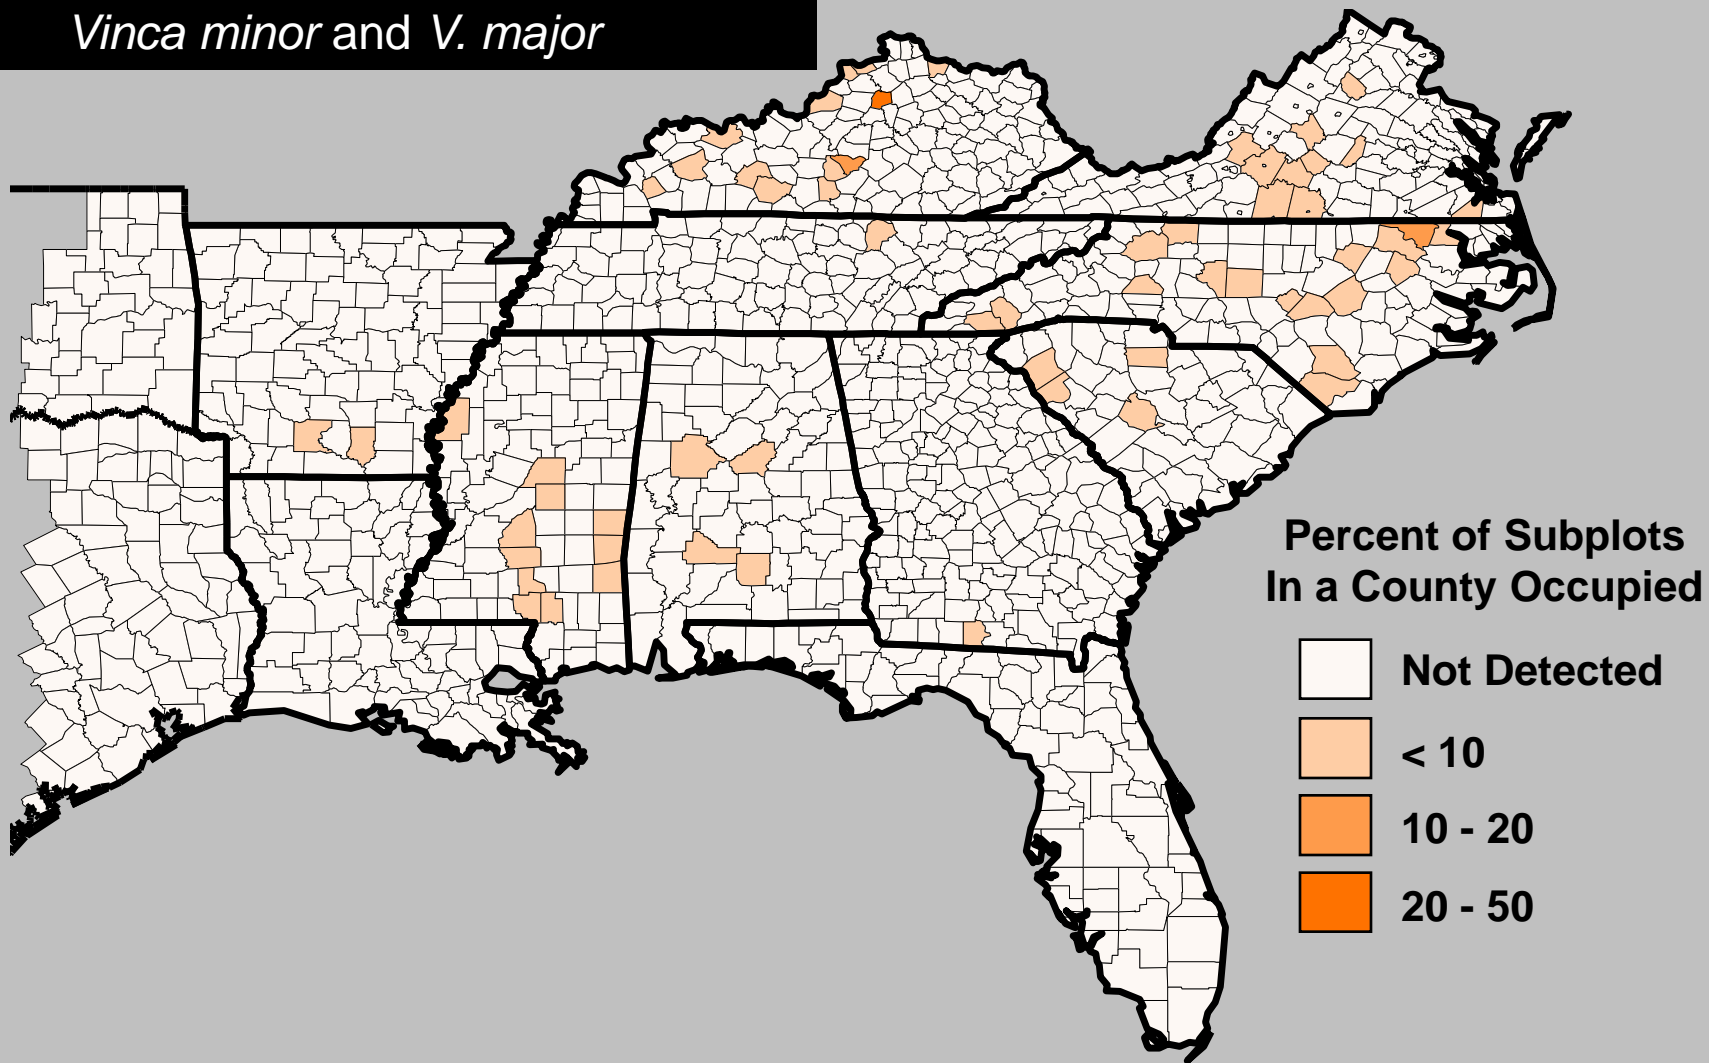 Vinca minor and V. major
Percent of Subplots
In a County Occupied
Not Detected
< 10
10 - 20
20 - 50